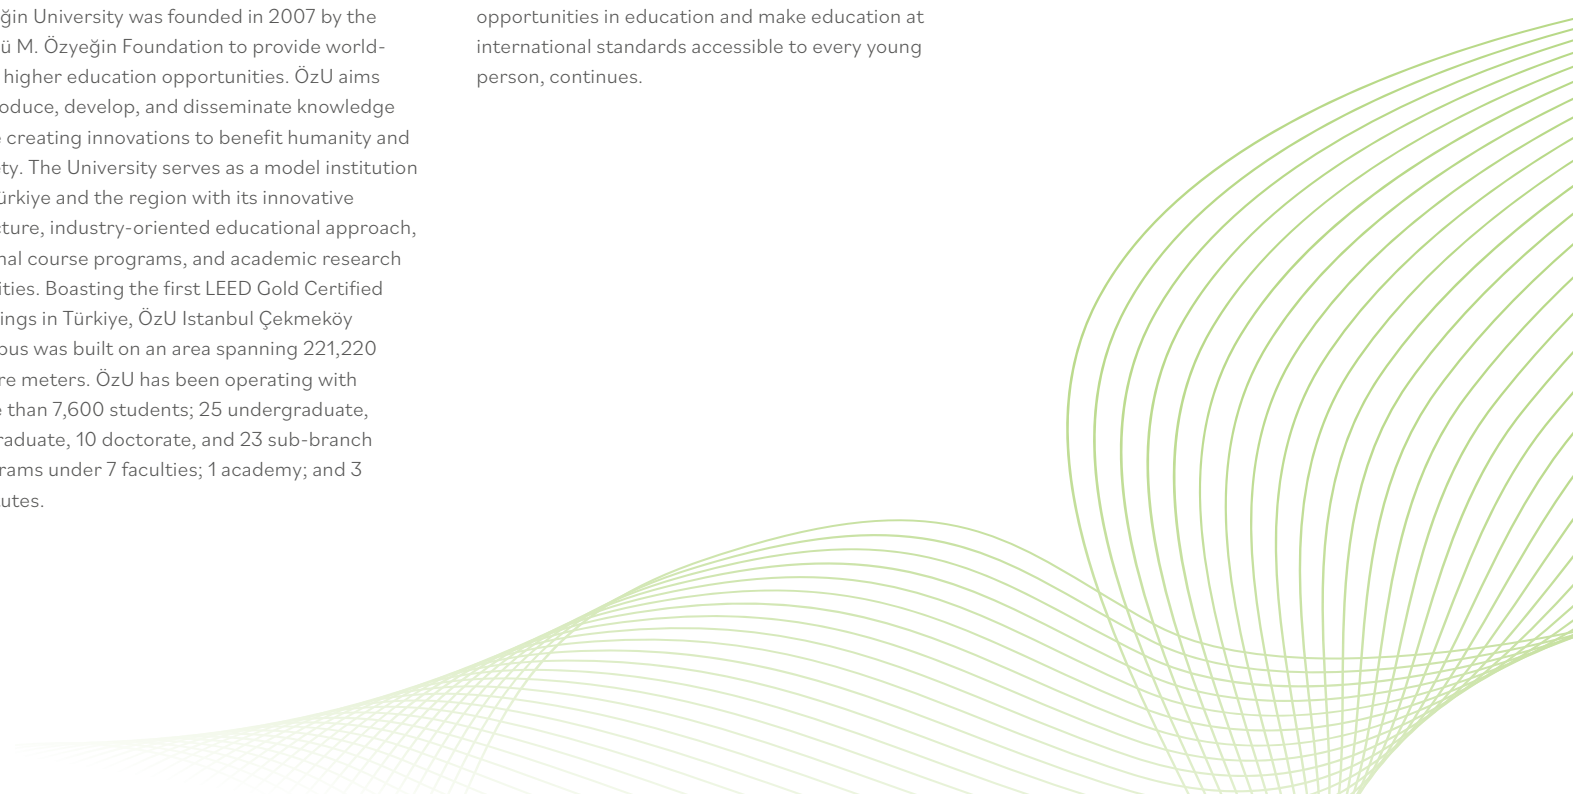 ğin University was founded in 2007 by the
ü M. Özyeğin Foundation to provide world-
higher education opportunities. ÖzU aims
oduce, develop, and disseminate knowledge
creating innovations to benefit humanity and
ty. The University serves as a model institution
ürkiye and the region with its innovative
cture, industry-oriented educational approach,
nal course programs, and academic research
ities. Boasting the first LEED Gold Certified
ings in Türkiye, ÖzU Istanbul Çekmeköy
pus was built on an area spanning 221,220
re meters. ÖzU has been operating with
e than 7,600 students; 25 undergraduate,
raduate, 10 doctorate, and 23 sub-branch
rams under 7 faculties; 1 academy; and 3
utes.
opportunities in education and make education at
international standards accessible to every young
person, continues.